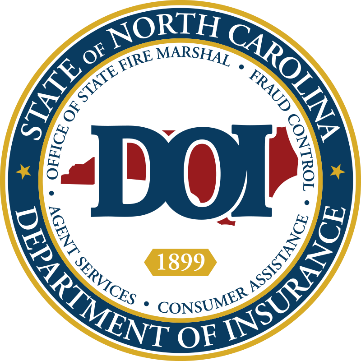 STATE OF NORTH CAROLINA
OFFICE OF STATE FIRE MARSHAL • FRAUD CONTROL •
DOI
1899
AGENT SERVICES • CONSUMER ASSISTANCE •
DEPARTMENT OF INSURANCE